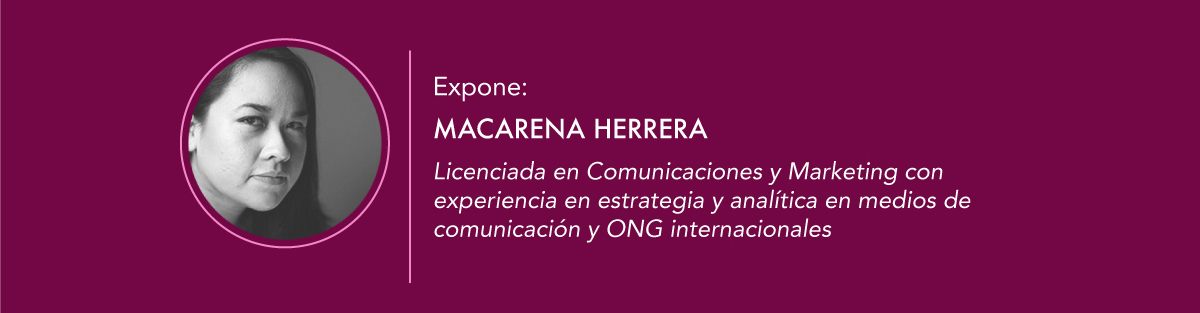 Expone:
MACARENA HERRERA
Licenciada en Comunicaciones y Marketing con
experiencia en estrategia y analítica en medios de
comunicación y ONG internacionales